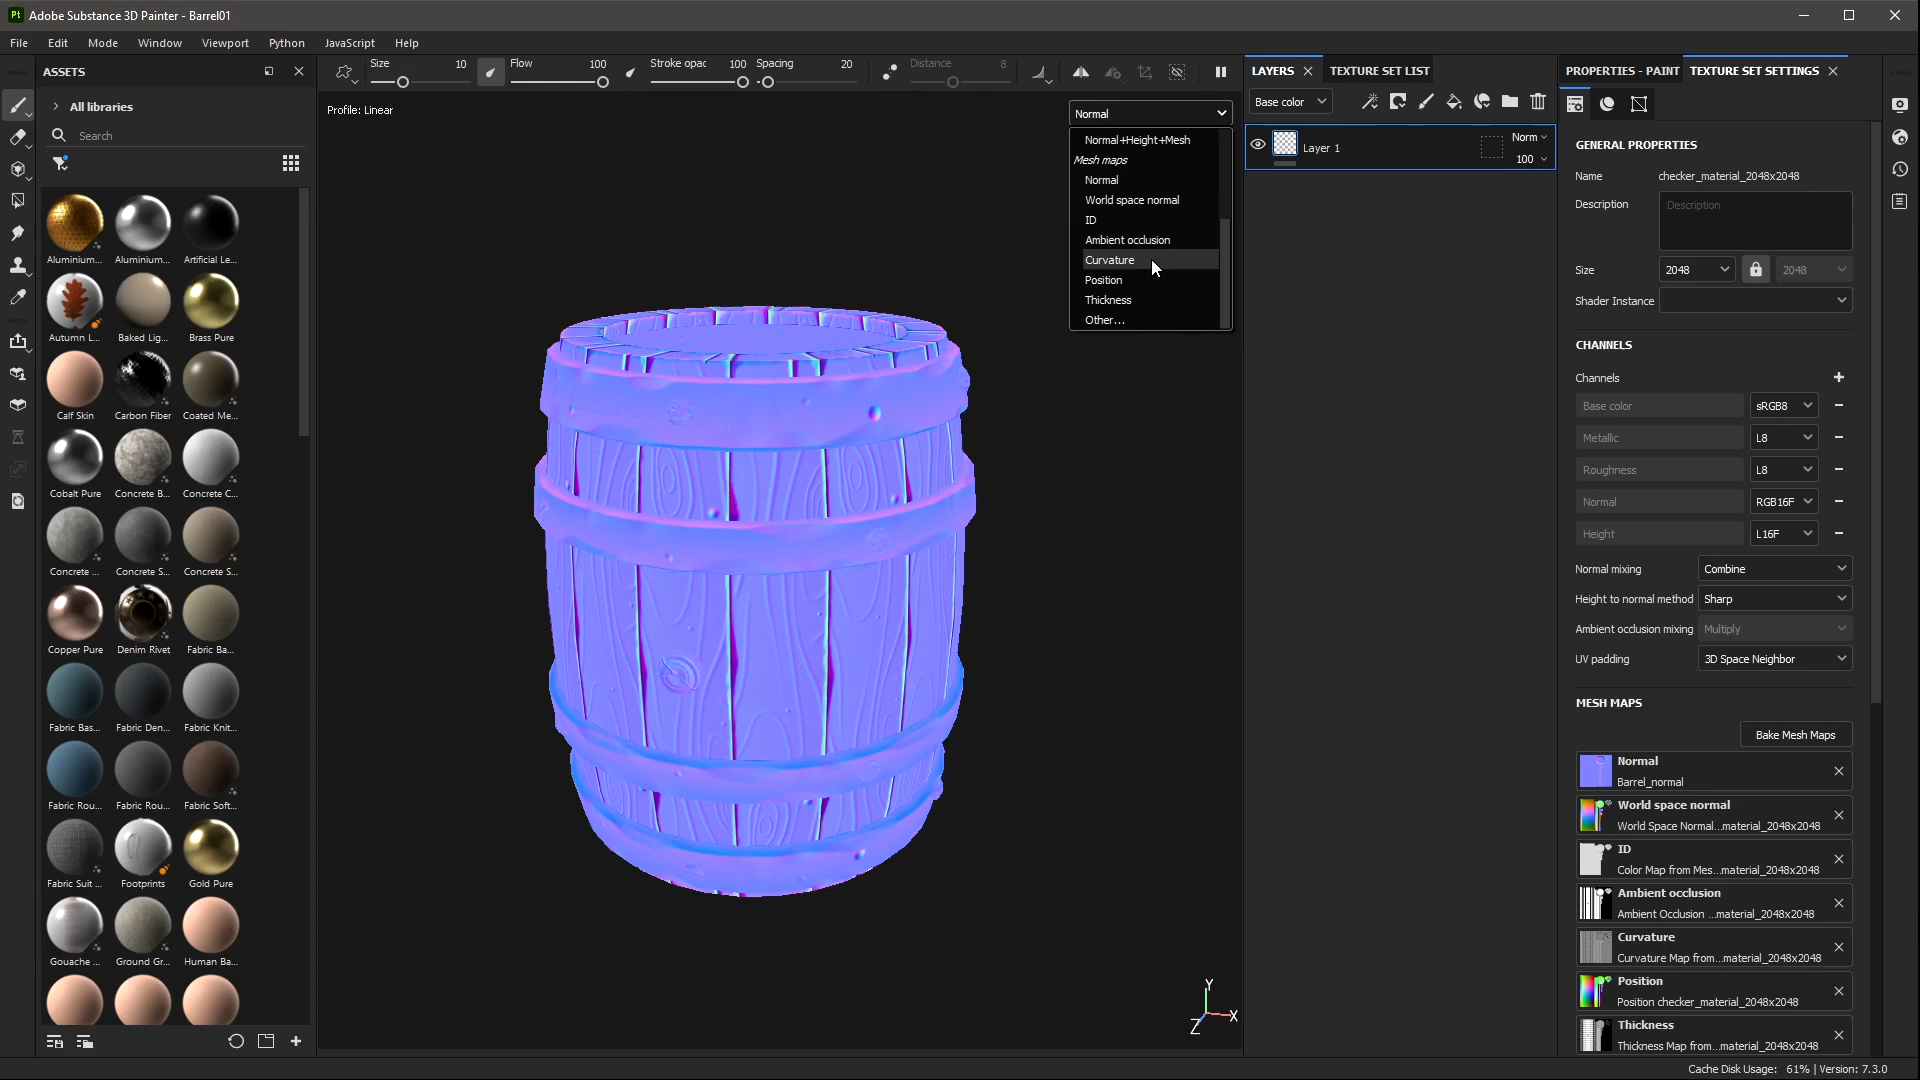 Pt Adobe Substance 3D Painter - Barrel01
File Edit Mode Window Viewport Python JavaScript Help
ASSETS
All libraries
Search
Aluminium... Aluminium... Artificial Le...
Autumn L... Baked Lig... Brass Pure
Calf Skin Carbon Fiber Coated Me...
Cobalt Pure Concrete B... Concrete C...
Concrete ... Concrete S... Concrete S...
Copper Pure Denim Rivet Fabric Ba...
Fabric Bas... Fabric Den... Fabric Knit...
Fabric Rou... Fabric Rou... Fabric Soft...
Fabric Suit ... Footprints Gold Pure
Gouache ... Ground Gr... Human Ba...
Size 10 Flow 100 Stroke opac 100 Spacing 20 Distance 8
Profile: Linear
Normal
Normal+Height+Mesh
Mesh maps
Normal
World space normal
ID
Ambient occlusion
Curvature
Position
Thickness
Other...
Y
X
Z
LAYERS TEXTURE SET LIST
Base color
Layer 1
Norm
100
PROPERTIES - PAINT TEXTURE SET SETTINGS
GENERAL PROPERTIES
Name checker_material_2048x2048
Description Description
Size 2048 2048
Shader Instance
CHANNELS
Channels
Base color sRGB8
Metallic L8
Roughness L8
Normal RGB16F
Height L16F
Normal mixing Combine
Height to normal method Sharp
Ambient occlusion mixing Multiply
UV padding 3D Space Neighbor
MESH MAPS
Bake Mesh Maps
Normal
Barrel_normal
World space normal
World Space Normal...material_2048x2048
ID
Color Map from Mes...material_2048x2048
Ambient occlusion
Ambient Occlusion ...material_2048x2048
Curvature
Curvature Map from...material_2048x2048
Position
Position checker_material_2048x2048
Thickness
Thickness Map from...material_2048x2048
Cache Disk Usage: 61% | Version: 7.3.0